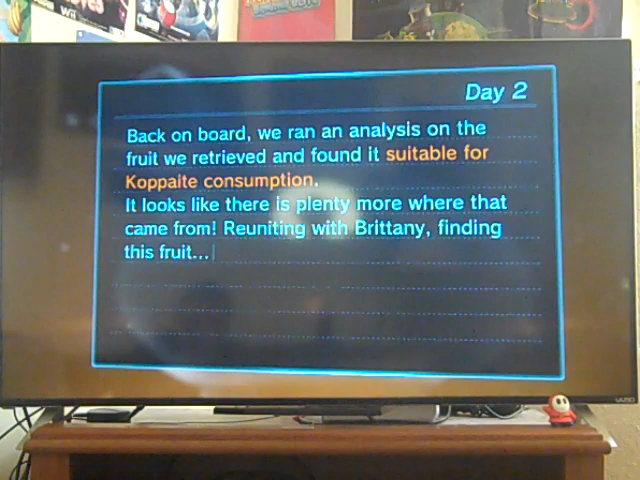 Wii
Day 2
Back on board, we ran an analysis on the
fruit we retrieved and found it suitable for
Koppaite consumption.
It looks like there is plenty more where that
came from! Reuniting with Brittany, finding
this fruit...
VIZIO